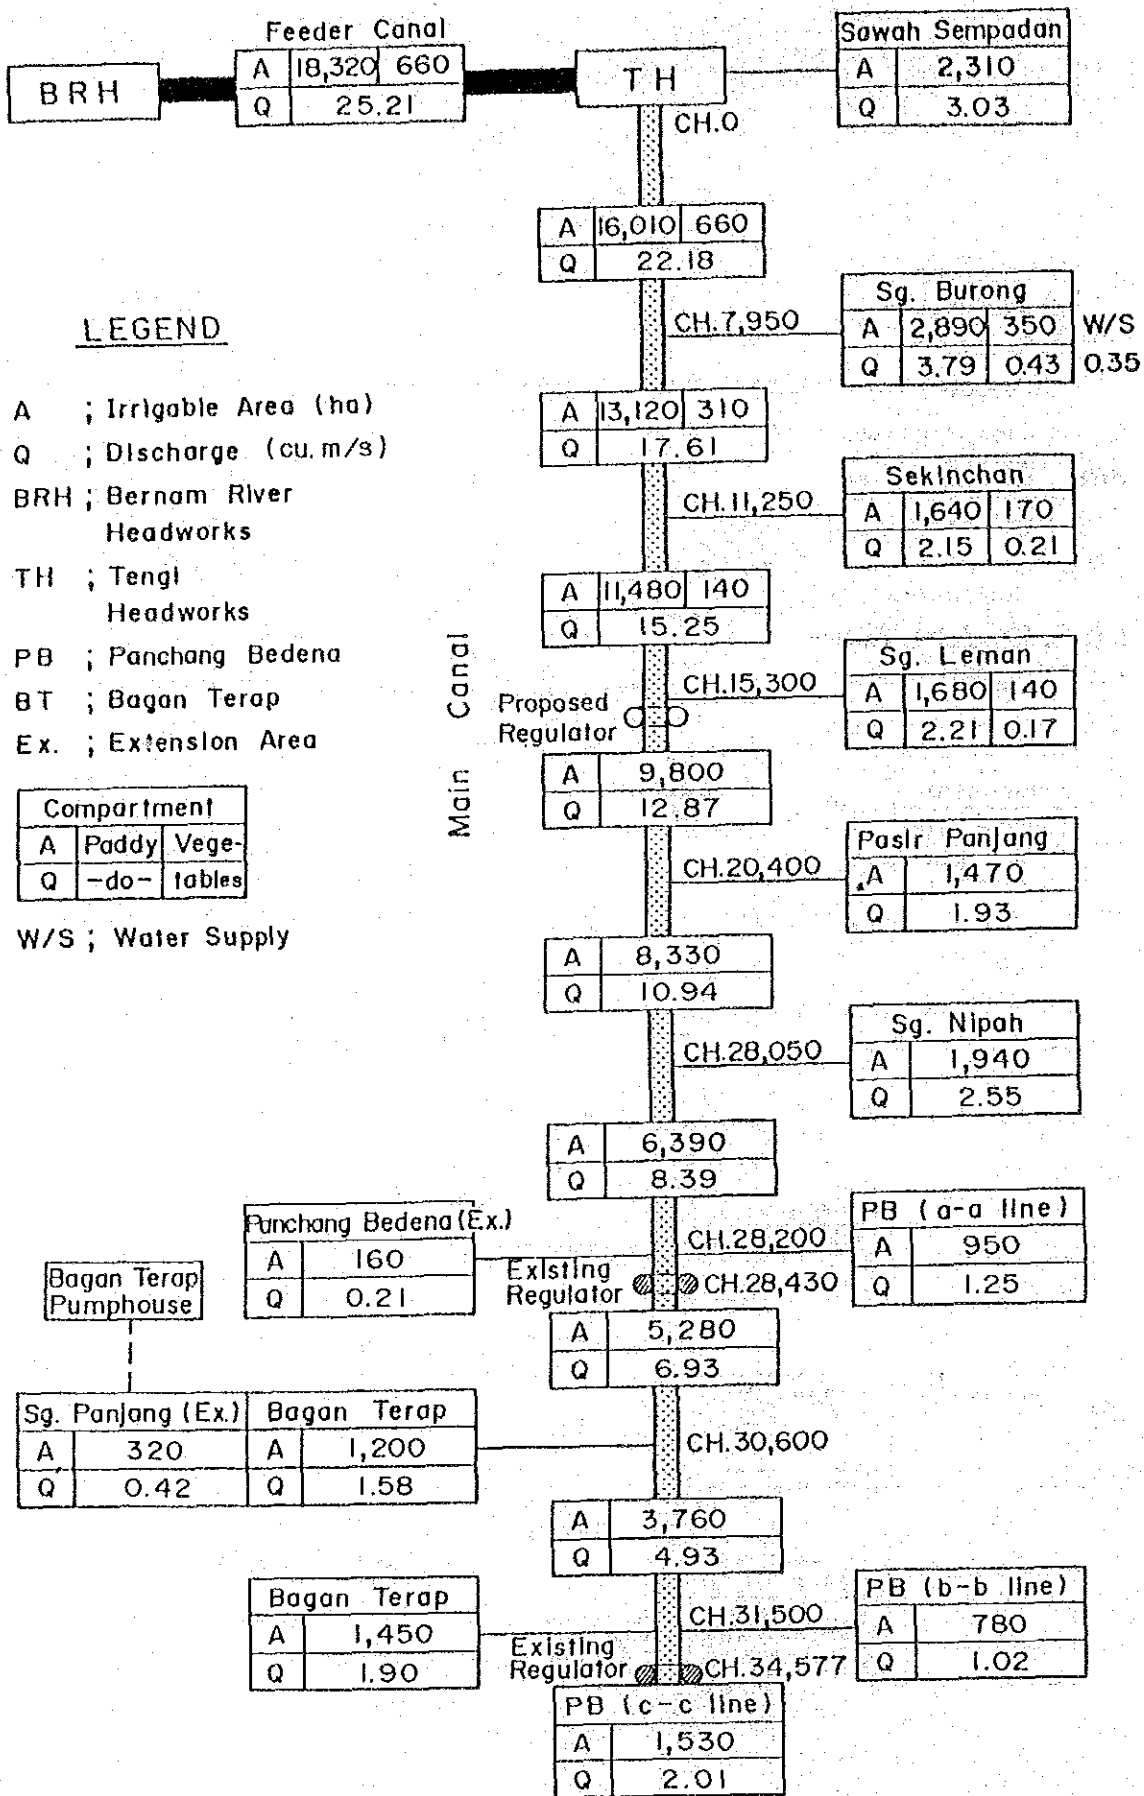 Feeder Canal
BRH
A 18,320 660
Q 25.21
TH
Sawah Sempadan
A 2,310
Q 3.03
CH.0
A 16,010 660
Q 22.18
CH.7,950
Sg. Burong
A 2,890 350 W/S
Q 3.79 0.43 0.35
LEGEND
A ; Irrigable Area (ha)
Q ; Discharge (cu.m/s)
BRH ; Bernam River
Headworks
TH ; Tengi
Headworks
PB ; Panchang Bedena
BT ; Bagan Terap
Ex. ; Extension Area
Compartment
A Paddy Vege-
Q -do- tables
W/S ; Water Supply
A 13,120 310
Q 17.61
CH.11,250
Sekinchan
A 1,640 170
Q 2.15 0.21
A 11,480 140
Q 15.25
Main Canal
CH.15,300
Sg. Leman
A 1,680 140
Q 2.21 0.17
Proposed
Regulator
A 9,800
Q 12.87
CH.20,400
Pasir Panjang
A 1,470
Q 1.93
A 8,330
Q 10.94
CH.28,050
Sg. Nipah
A 1,940
Q 2.55
A 6,390
Q 8.39
Panchang Bedena (Ex.)
A 160
Q 0.21
CH.28,200
PB (a-a line)
A 950
Q 1.25
Existing
Regulator
CH.28,430
Bagan Terap
Pumphouse
A 5,280
Q 6.93
Sg. Panjang (Ex.)
A 320
Q 0.42
Bagan Terap
A 1,200
Q 1.58
CH.30,600
A 3,760
Q 4.93
Bagan Terap
A 1,450
Q 1.90
CH.31,500
PB (b-b line)
A 780
Q 1.02
Existing
Regulator
CH.34,577
PB (c-c line)
A 1,530
Q 2.01